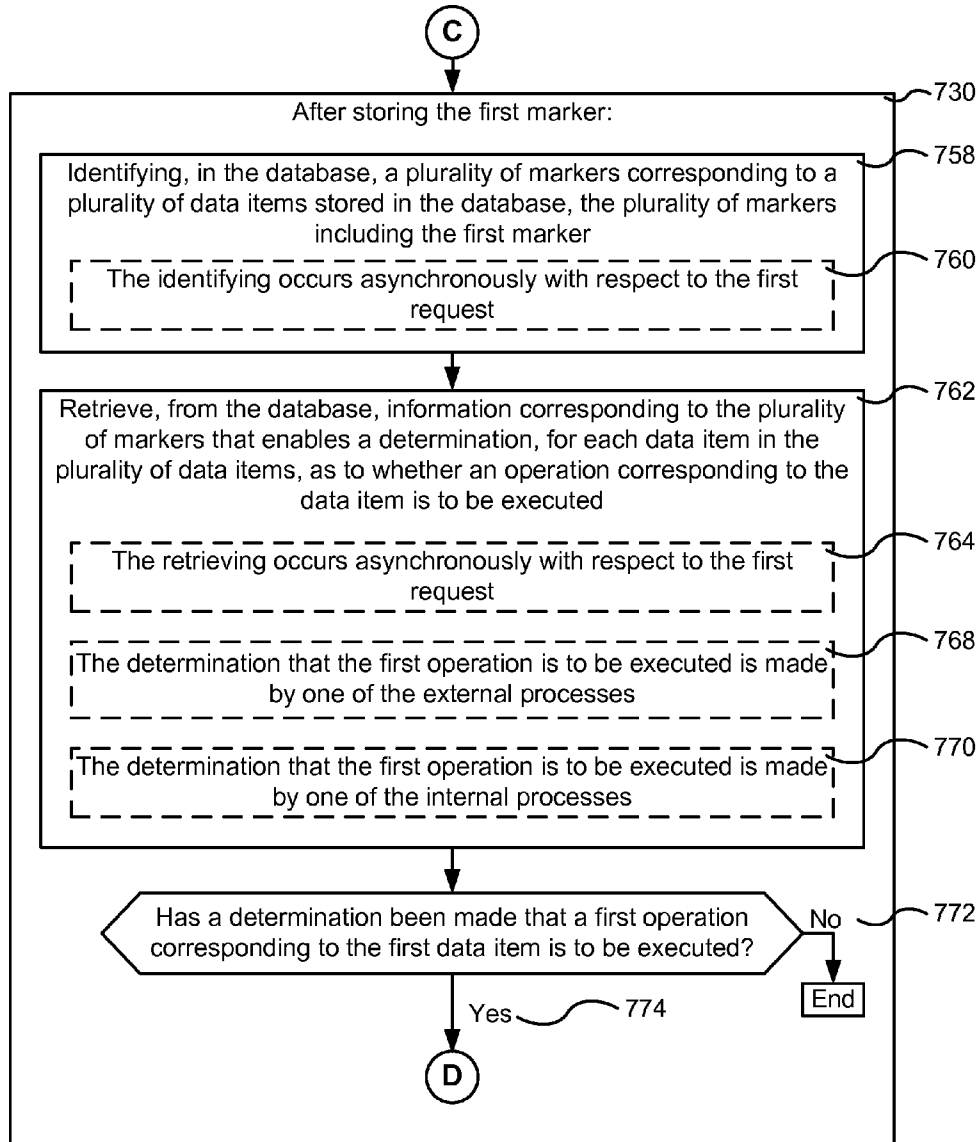 C
730
After storing the first marker:
758
Identifying, in the database, a plurality of markers corresponding to a
plurality of data items stored in the database, the plurality of markers
including the first marker
760
The identifying occurs asynchronously with respect to the first
request
762
Retrieve, from the database, information corresponding to the plurality
of markers that enables a determination, for each data item in the
plurality of data items, as to whether an operation corresponding to the
data item is to be executed
764
The retrieving occurs asynchronously with respect to the first
request
768
The determination that the first operation is to be executed is made
by one of the external processes
770
The determination that the first operation is to be executed is made
by one of the internal processes
Has a determination been made that a first operation
corresponding to the first data item is to be executed?
No
772
End
Yes
774
D